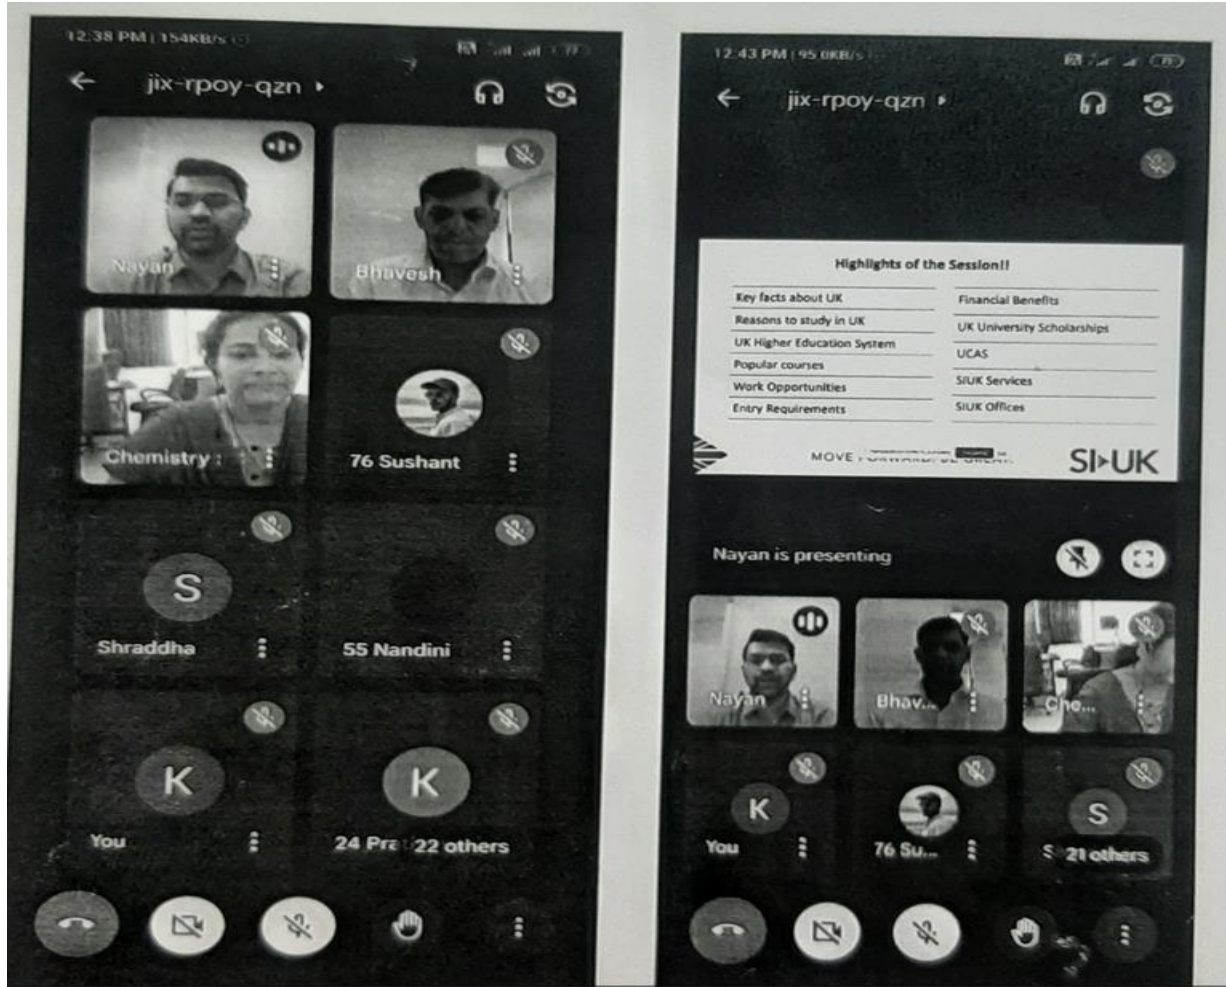 12:38 PM | 154KB/s
jix-rpoy-qzn
Nayan
Bhavesh
Chemistry :
76 Sushant
S
Shraddha
55 Nandini
K
You
K
24 Pra 22 others
12:43 PM | 95.0KB/s
jix-rpoy-qzn
Highlights of the Session!!
Key facts about UK
Reasons to study in UK
UK Higher Education System
Popular courses
Work Opportunities
Entry Requirements
Financial Benefits
UK University Scholarships
UCAS
SIUK Services
SIUK Offices
MOVE
SI UK
Nayan is presenting
Nayan
Bhav...
Che...
K
You
76 Su...
S
S 21 others